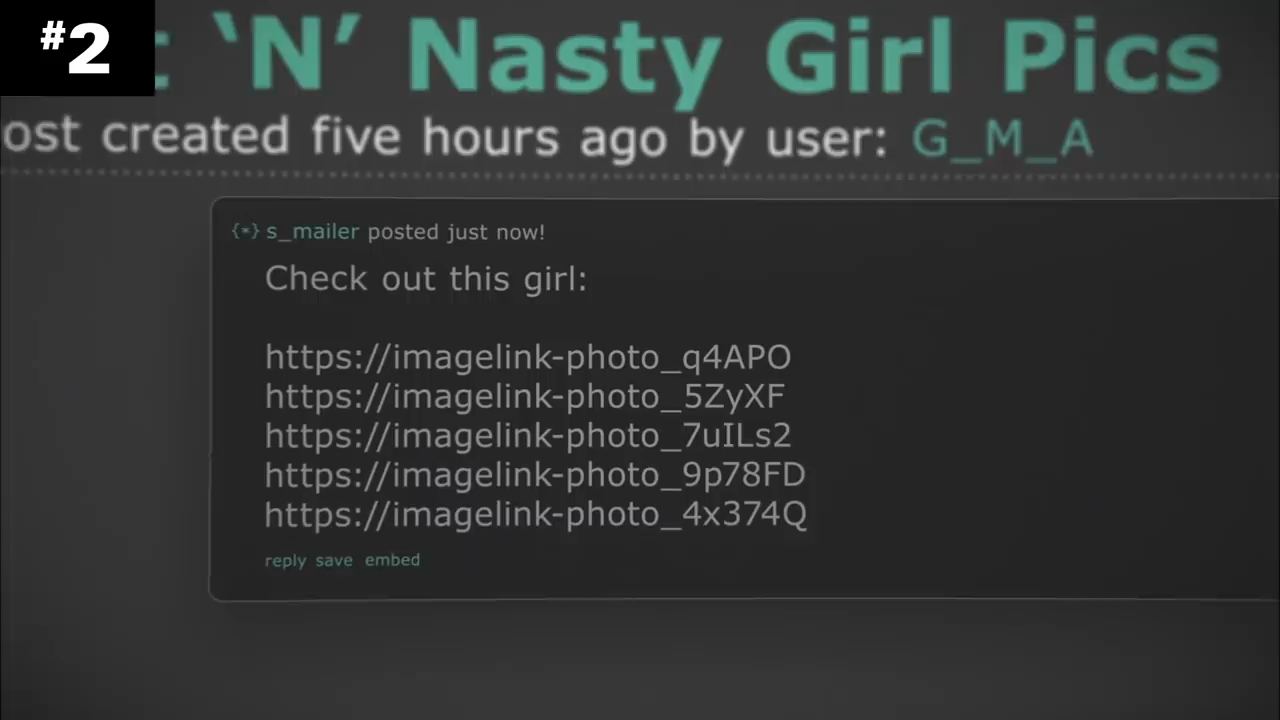 #2
‘N’ Nasty Girl Pics
ost created five hours ago by user: G_M_A
{*} s_mailer posted just now!
Check out this girl:
https://imagelink-photo_q4APO
https://imagelink-photo_5ZyXF
https://imagelink-photo_7uILs2
https://imagelink-photo_9p78FD
https://imagelink-photo_4x374Q
reply save embed